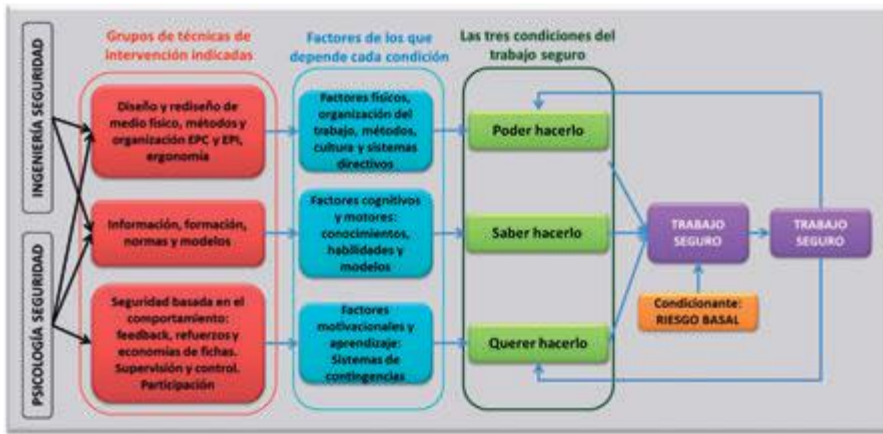 INGENIERÍA SEGURIDAD
PSICOLOGÍA SEGURIDAD
Grupos de técnicas de
intervención indicadas
Diseño y rediseño de
medio físico, métodos y
organización EPC y EPI,
ergonomía
Información, formación,
normas y modelos
Seguridad basada en el
comportamiento:
feedback, refuerzos y
economías de fichas.
Supervisión y control.
Participación
Factores de los que
depende cada condición
Factores físicos,
organización del
trabajo, métodos,
cultura y sistemas
directivos
Factores cognitivos
y motores:
conocimientos,
habilidades y
modelos
Factores
motivacionales y
aprendizaje:
Sistemas de
contingencias
Las tres condiciones del
trabajo seguro
Poder hacerlo
Saber hacerlo
Querer hacerlo
TRABAJO
SEGURO
Condicionante:
RIESGO BASAL
TRABAJO
SEGURO